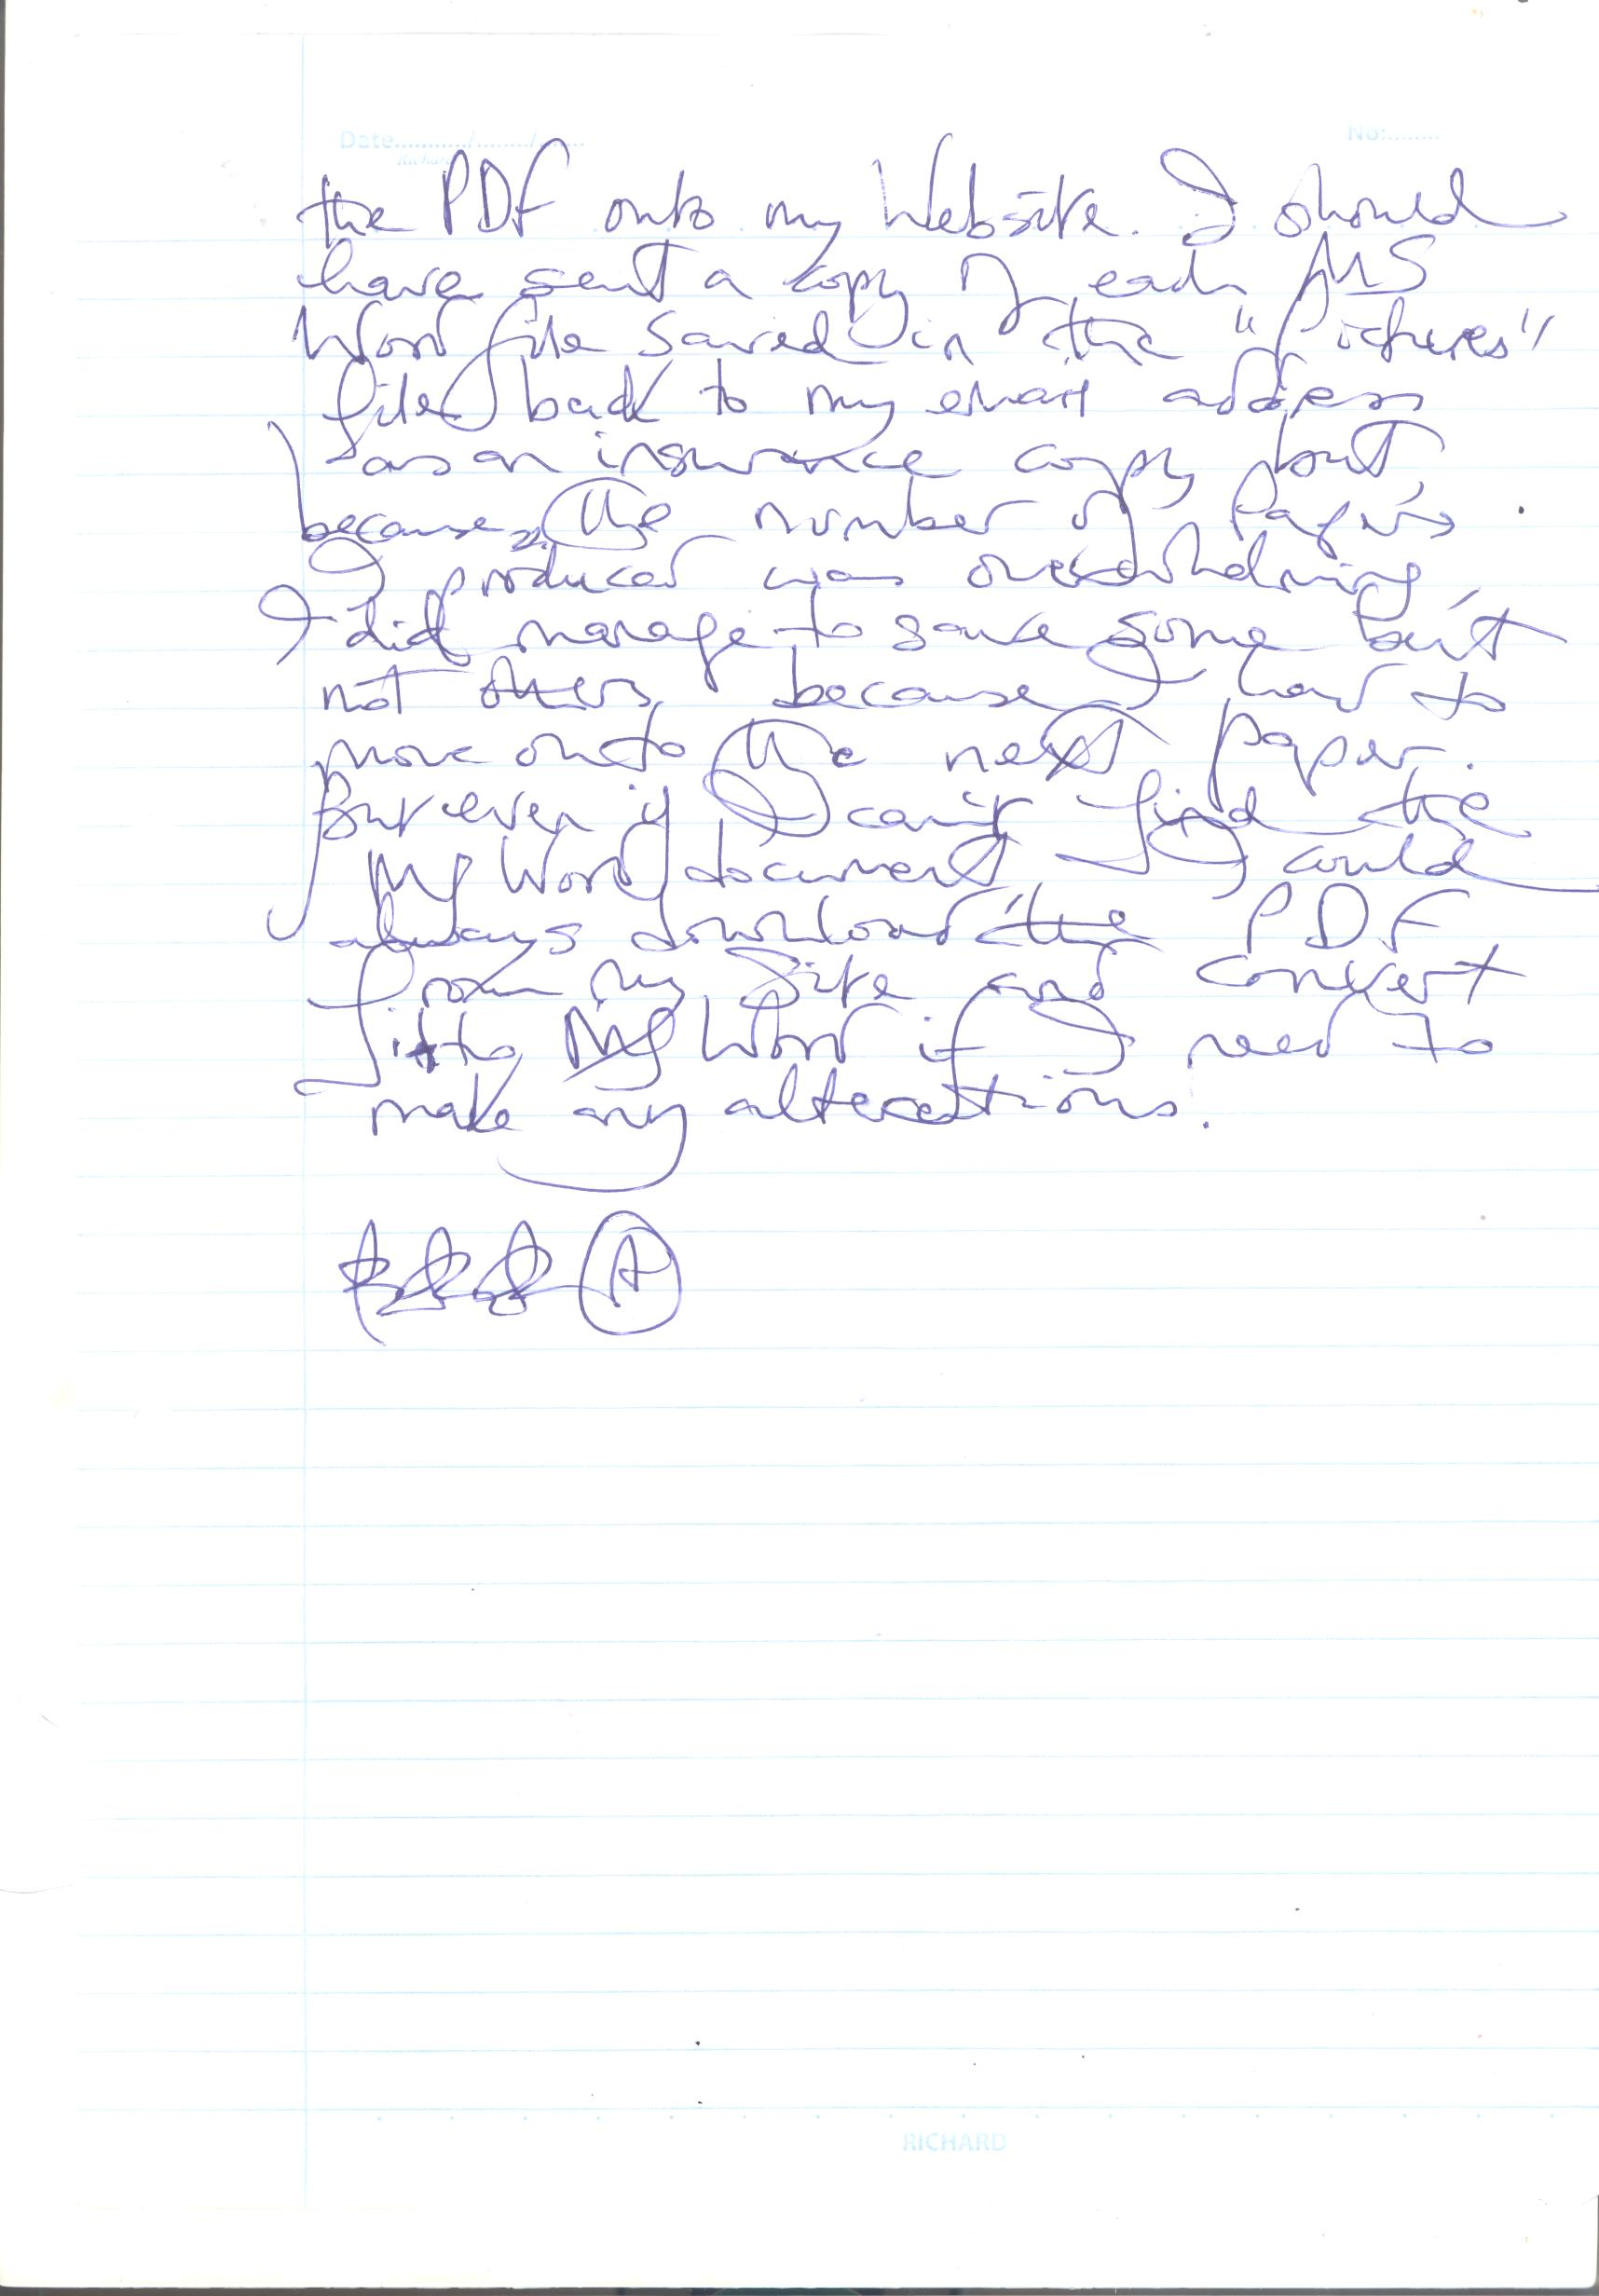 Date.........../......../........ No:........
Richard
the PDF onto my Website. I should
have sent a copy of each MS
Word file saved in the "Pictures"
file back to my email address
as an insurance copy but
because the number of Papers
I produced was overwhelming,
I did manage to save some but
not others because I had to
move onto the next paper.
But even if I can't find the
MS Word document I could
always download the PDF
from my site and convert
it to MS Word if I need to
make any alterations.
A
RICHARD